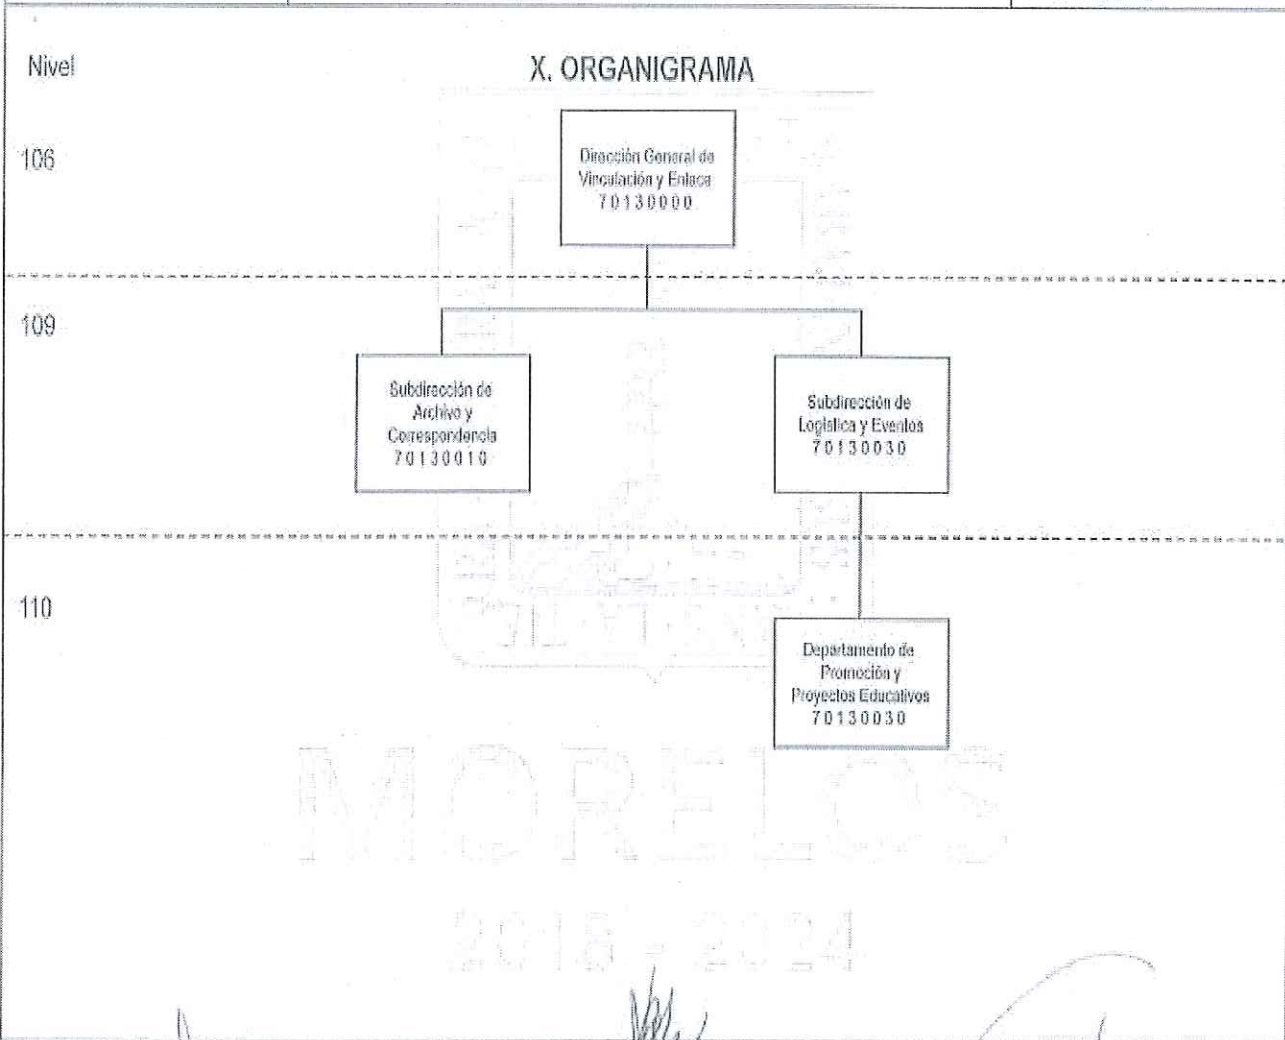 Nivel
X. ORGANIGRAMA
106
Dirección General de
Vinculación y Enlace
70130000
109
Subdirección de
Archivo y
Correspondencia
70130010
Subdirección de
Logística y Eventos
70130030
110
Departamento de
Promoción y
Proyectos Educativos
70130030
MORELOS
2018 - 2024